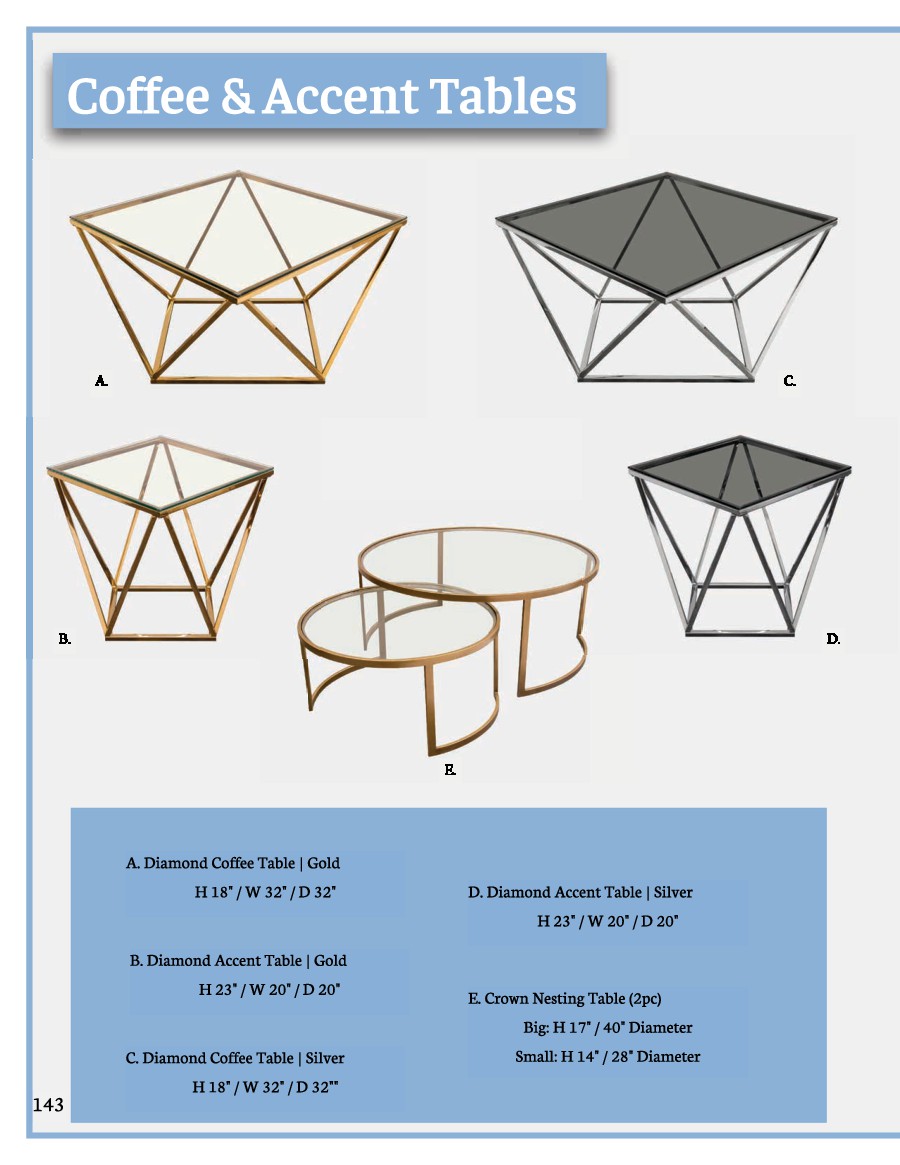 Coffee & Accent Tables
A.
C.
B.
D.
E.
A. Diamond Coffee Table | Gold
H 18" / W 32" / D 32"
B. Diamond Accent Table | Gold
H 23" / W 20" / D 20"
C. Diamond Coffee Table | Silver
H 18" / W 32" / D 32""
D. Diamond Accent Table | Silver
H 23" / W 20" / D 20"
E. Crown Nesting Table (2pc)
Big: H 17" / 40" Diameter
Small: H 14" / 28" Diameter
143